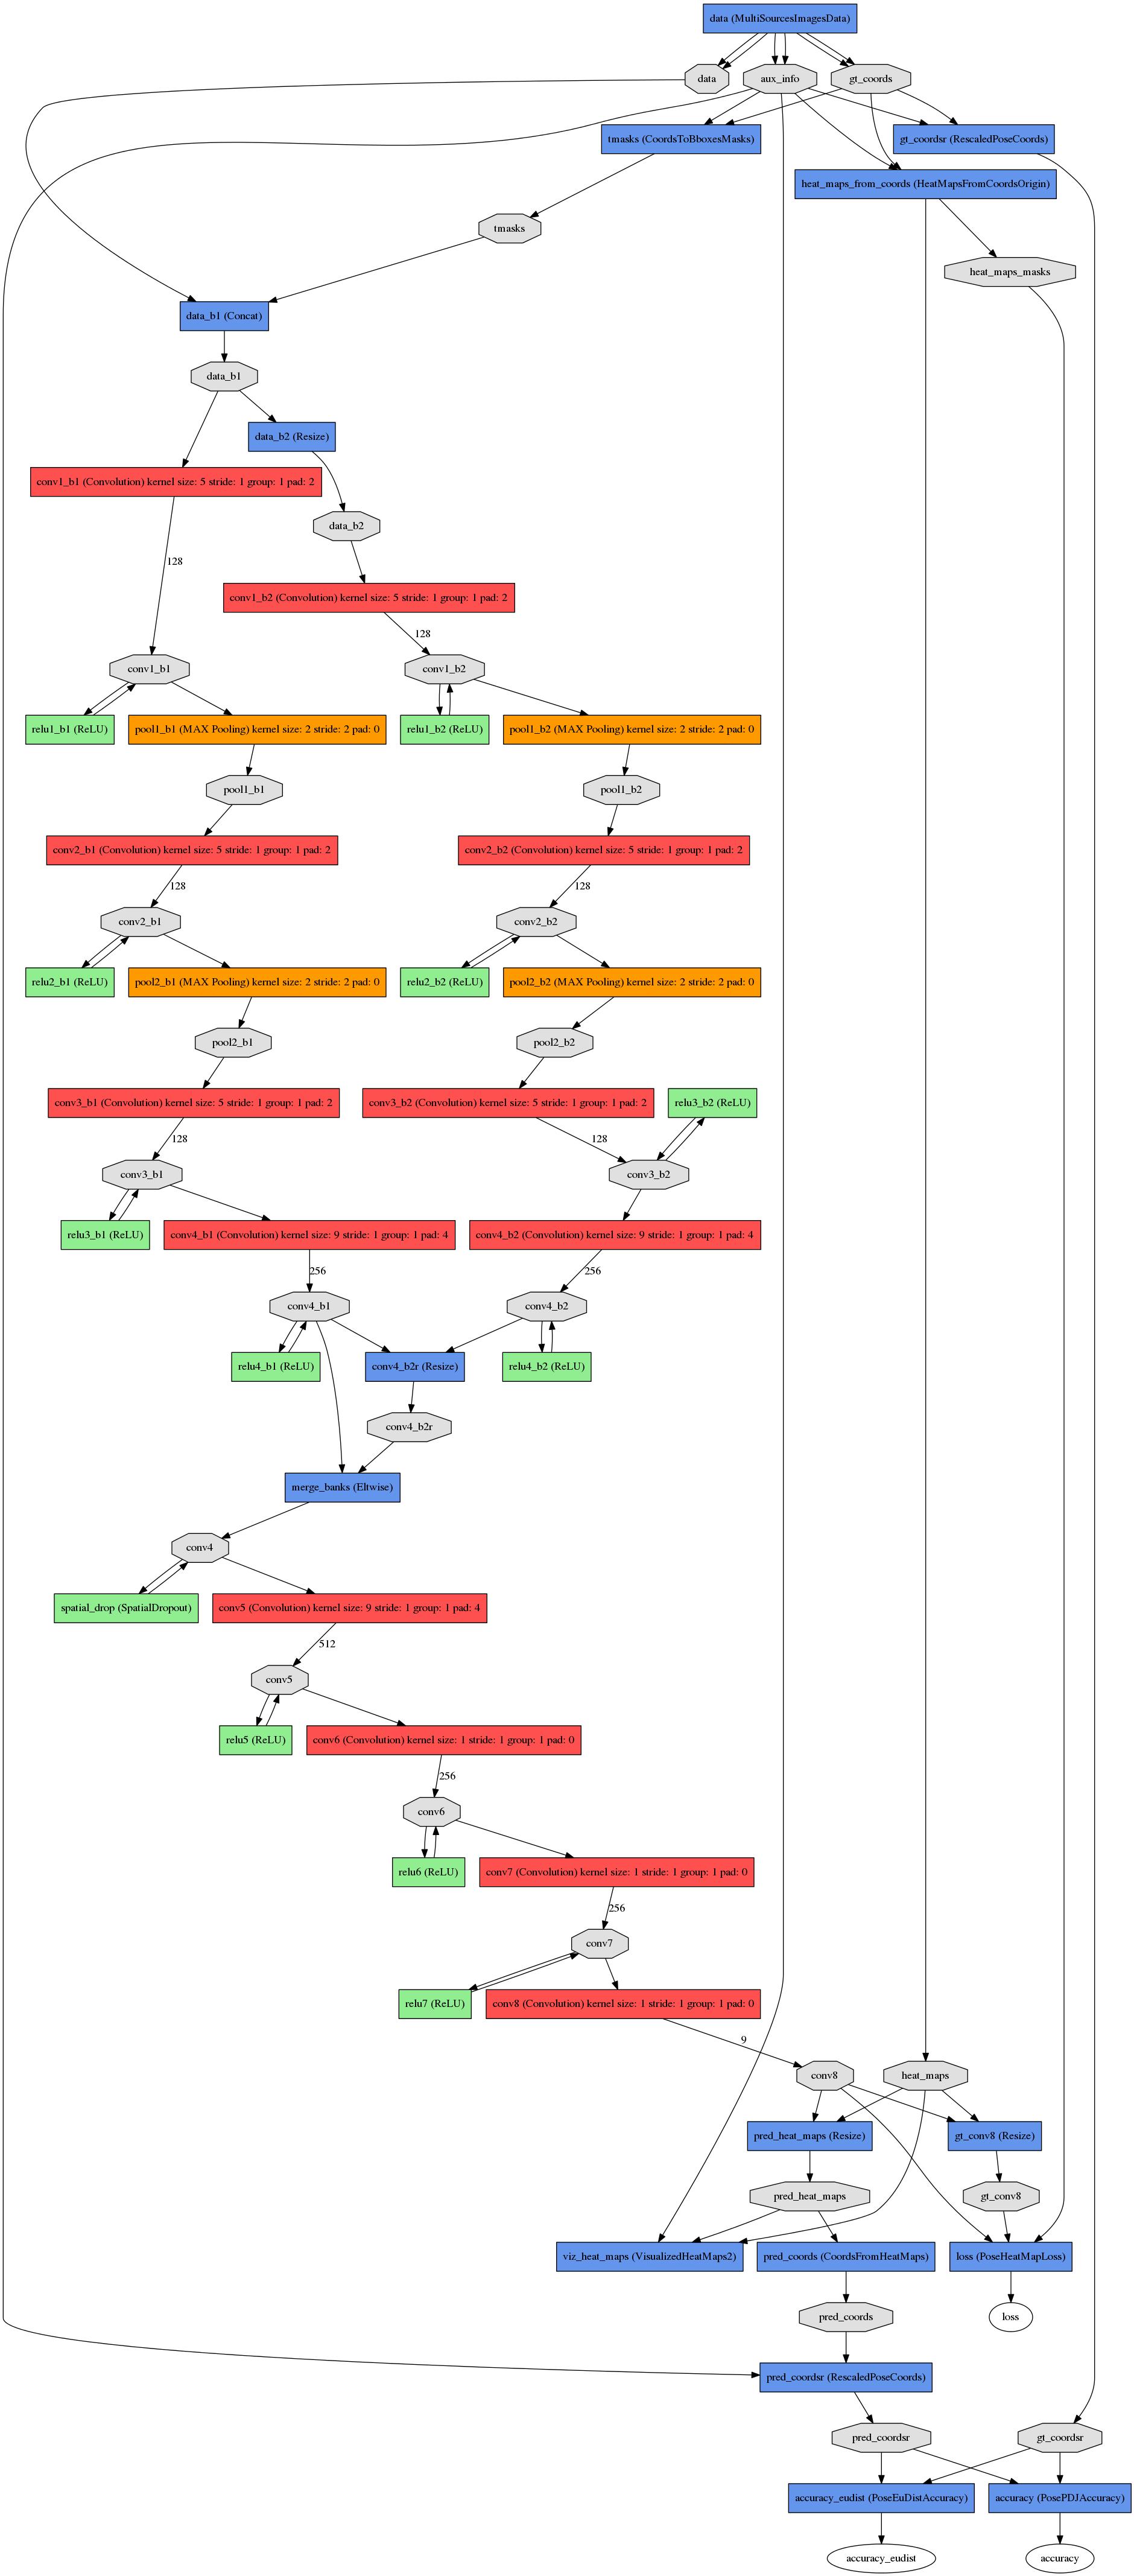 data (MultiSourcesImagesData)
data
aux_info
gt_coords
tmasks (CoordsToBboxesMasks)
gt_coordsr (RescaledPoseCoords)
heat_maps_from_coords (HeatMapsFromCoordsOrigin)
tmasks
heat_maps_masks
data_b1 (Concat)
data_b1
data_b2 (Resize)
conv1_b1 (Convolution) kernel size: 5 stride: 1 group: 1 pad: 2
data_b2
128
conv1_b2 (Convolution) kernel size: 5 stride: 1 group: 1 pad: 2
128
conv1_b1
conv1_b2
relu1_b1 (ReLU)
pool1_b1 (MAX Pooling) kernel size: 2 stride: 2 pad: 0
relu1_b2 (ReLU)
pool1_b2 (MAX Pooling) kernel size: 2 stride: 2 pad: 0
pool1_b1
pool1_b2
conv2_b1 (Convolution) kernel size: 5 stride: 1 group: 1 pad: 2
conv2_b2 (Convolution) kernel size: 5 stride: 1 group: 1 pad: 2
128
128
conv2_b1
conv2_b2
relu2_b1 (ReLU)
pool2_b1 (MAX Pooling) kernel size: 2 stride: 2 pad: 0
relu2_b2 (ReLU)
pool2_b2 (MAX Pooling) kernel size: 2 stride: 2 pad: 0
pool2_b1
pool2_b2
conv3_b1 (Convolution) kernel size: 5 stride: 1 group: 1 pad: 2
conv3_b2 (Convolution) kernel size: 5 stride: 1 group: 1 pad: 2
relu3_b2 (ReLU)
128
128
conv3_b1
conv3_b2
relu3_b1 (ReLU)
conv4_b1 (Convolution) kernel size: 9 stride: 1 group: 1 pad: 4
conv4_b2 (Convolution) kernel size: 9 stride: 1 group: 1 pad: 4
256
256
conv4_b1
conv4_b2
relu4_b1 (ReLU)
conv4_b2r (Resize)
relu4_b2 (ReLU)
conv4_b2r
merge_banks (Eltwise)
conv4
spatial_drop (SpatialDropout)
conv5 (Convolution) kernel size: 9 stride: 1 group: 1 pad: 4
512
conv5
relu5 (ReLU)
conv6 (Convolution) kernel size: 1 stride: 1 group: 1 pad: 0
256
conv6
relu6 (ReLU)
conv7 (Convolution) kernel size: 1 stride: 1 group: 1 pad: 0
256
conv7
relu7 (ReLU)
conv8 (Convolution) kernel size: 1 stride: 1 group: 1 pad: 0
9
conv8
heat_maps
pred_heat_maps (Resize)
gt_conv8 (Resize)
pred_heat_maps
gt_conv8
viz_heat_maps (VisualizedHeatMaps2)
pred_coords (CoordsFromHeatMaps)
loss (PoseHeatMapLoss)
pred_coords
loss
pred_coordsr (RescaledPoseCoords)
pred_coordsr
gt_coordsr
accuracy_eudist (PoseEuDistAccuracy)
accuracy (PosePDJAccuracy)
accuracy_eudist
accuracy